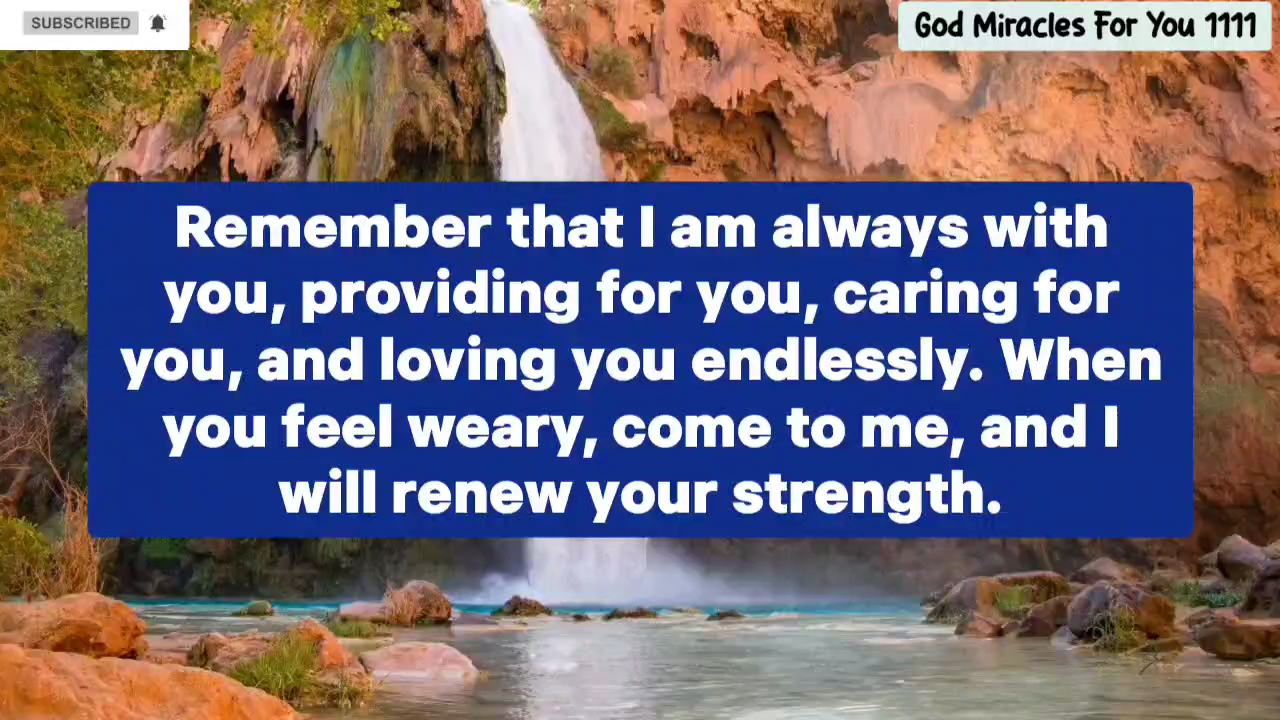 SUBSCRIBED
God Miracles For You 1111
Remember that I am always with
you, providing for you, caring for
you, and loving you endlessly. When
you feel weary, come to me, and I
will renew your strength.